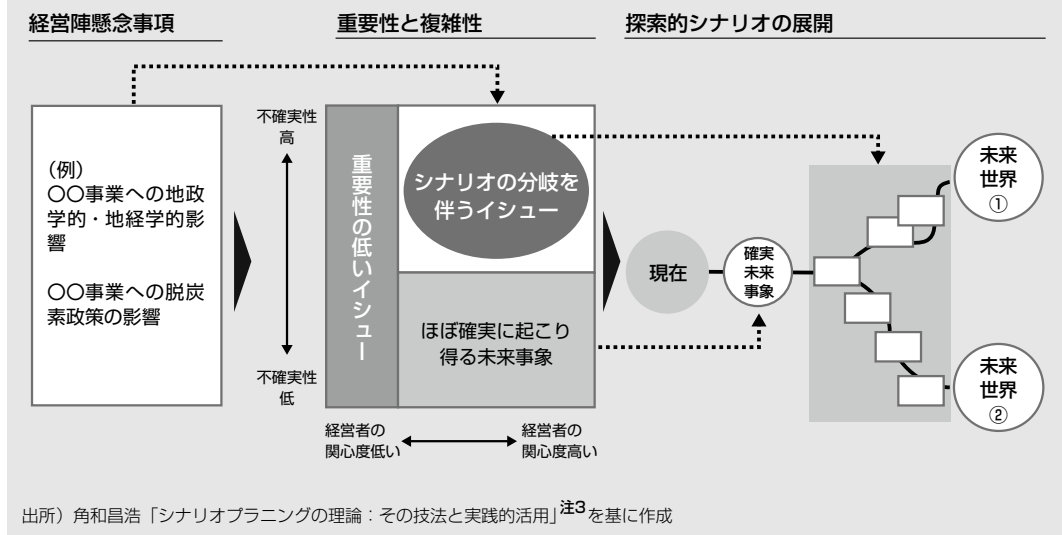 経営陣懸念事項
重要性と複雑性
探索的シナリオの展開
(例)
〇〇事業への地政
学的・地経学的影
響
〇〇事業への脱炭
素政策の影響
不確実性
高
不確実性
低
重要性の低いイシュー
シナリオの分岐を
伴うイシュー
ほぼ確実に起こり
得る未来事象
経営者の
関心度低い
経営者の
関心度高い
現在
確実
未来
事象
未来
世界
①
未来
世界
②
出所）角和昌浩「シナリオプラニングの理論：その技法と実践的活用」注3を基に作成